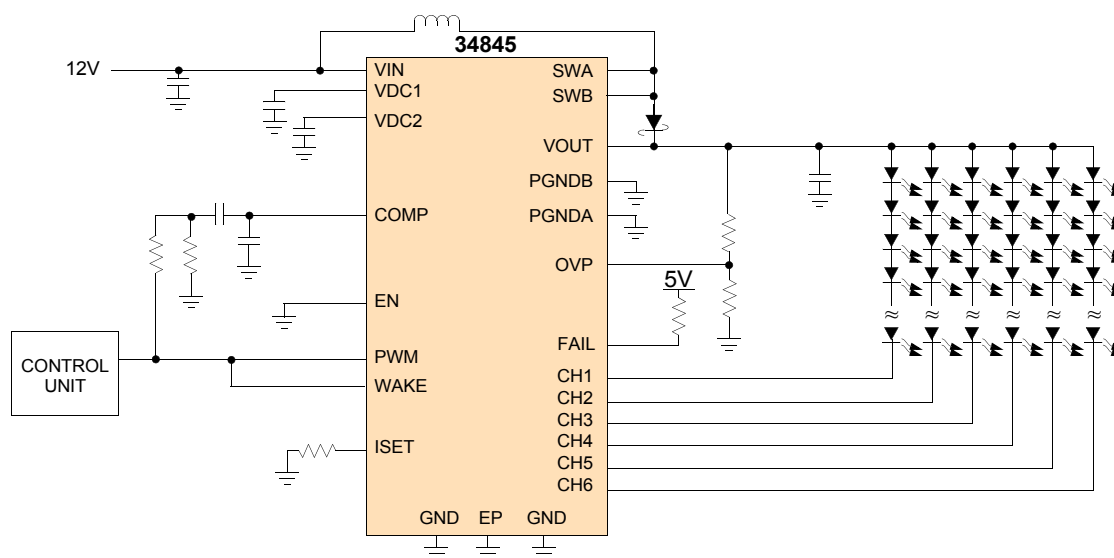 34845
12V
VIN
VDC1
VDC2
COMP
EN
PWM
WAKE
ISET
SWA
SWB
VOUT
PGNDB
PGNDA
OVP
5V
FAIL
CH1
CH2
CH3
CH4
CH5
CH6
CONTROL
UNIT
GND EP GND